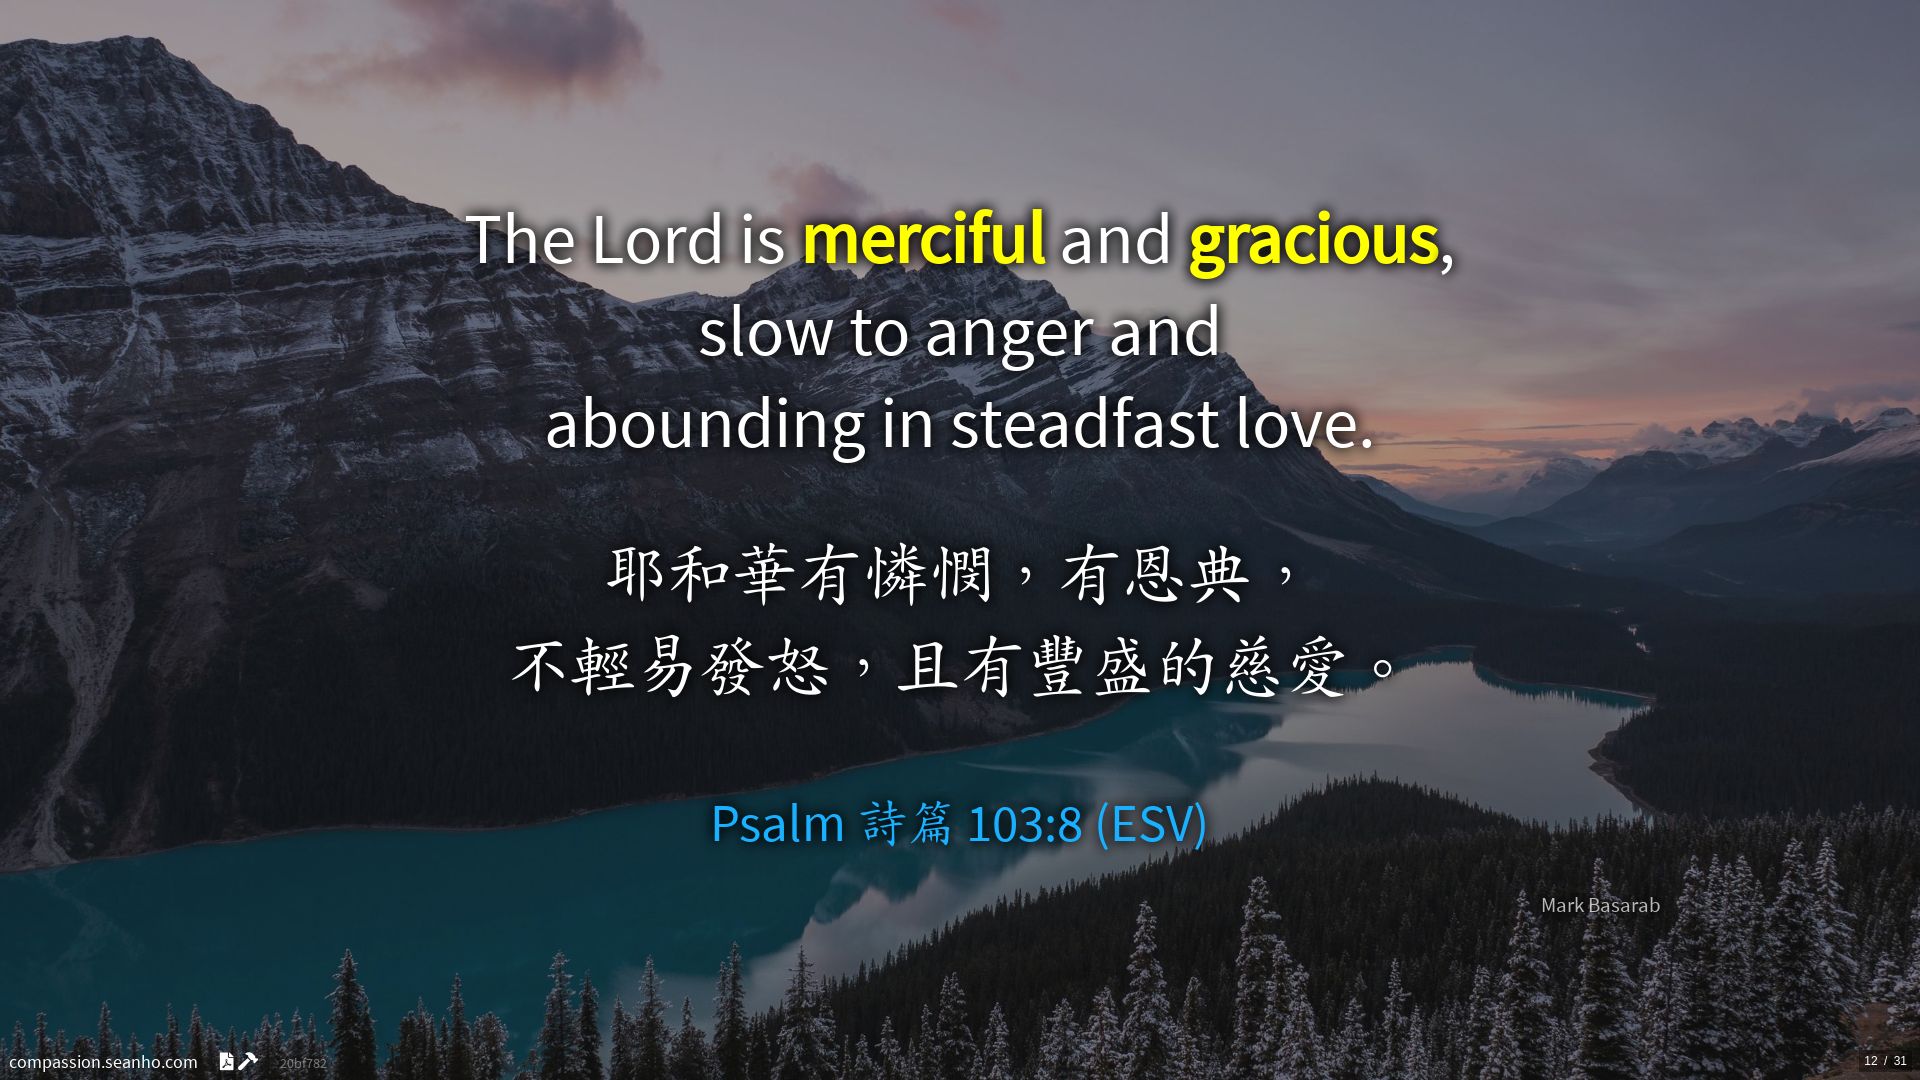 The Lord is merciful and gracious,
slow to anger and
abounding in steadfast love.
耶和華有憐憫，有恩典，
不輕易發怒，且有豐盛的慈愛。
Psalm 詩篇 103:8 (ESV)
Mark Basarab
compassion.seanho.com 20bf782
12 / 31